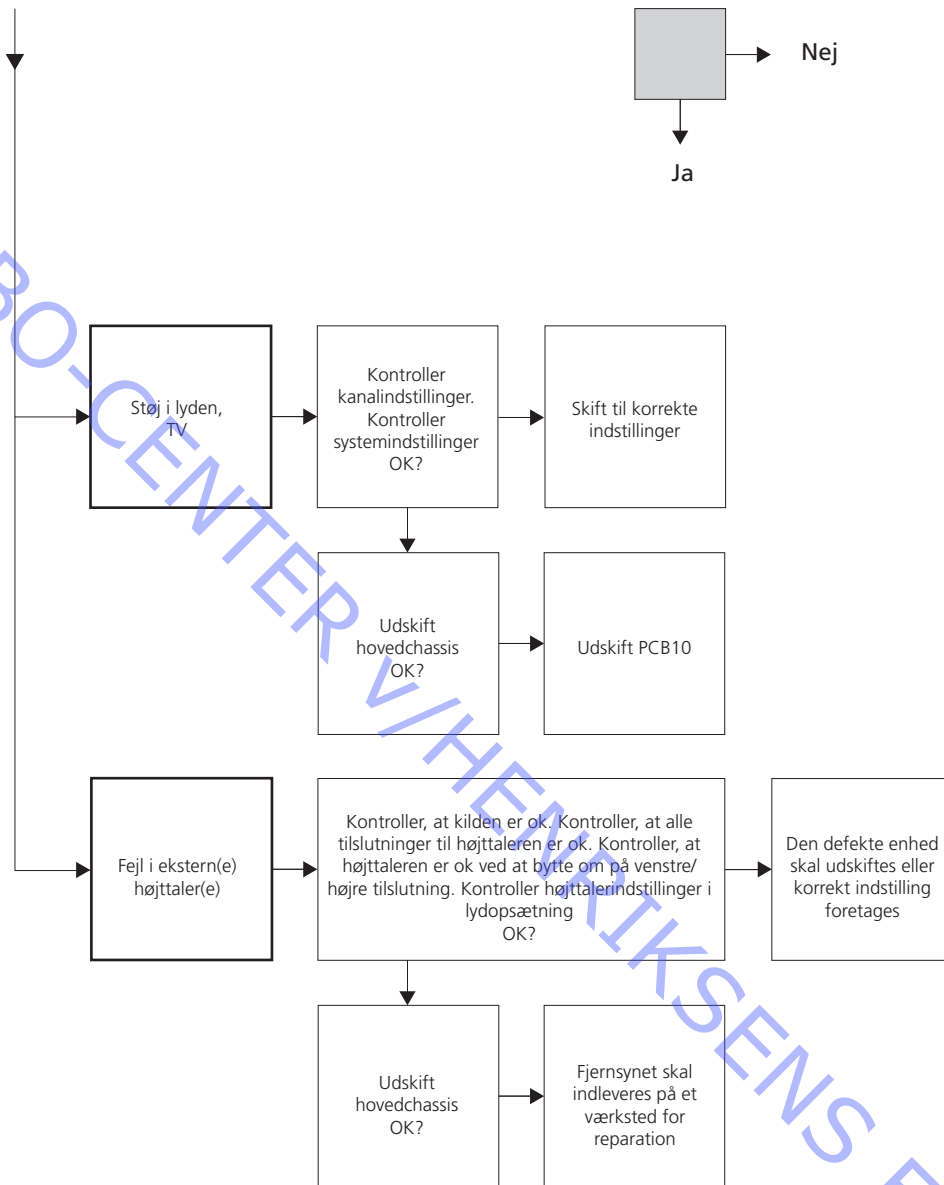 Nej
Ja
Støj i lyden,
TV
Kontroller
kanalindstillinger.
Kontroller
systemindstillinger
OK?
Skift til korrekte
indstillinger
Udskift
hovedchassis
OK?
Udskift PCB10
Fejl i ekstern(e)
højttaler(e)
Kontroller, at kilden er ok. Kontroller, at alle
tilslutninger til højttaleren er ok. Kontroller, at
højttaleren er ok ved at bytte om på venstre/
højre tilslutning. Kontroller højttalerindstillinger i
lydopsætning
OK?
Den defekte enhed
skal udskiftes eller
korrekt indstilling
foretages
Udskift
hovedchassis
OK?
Fjernsynet skal
indleveres på et
værksted for
reparation
BO-CENTER v/HENRIKSENS